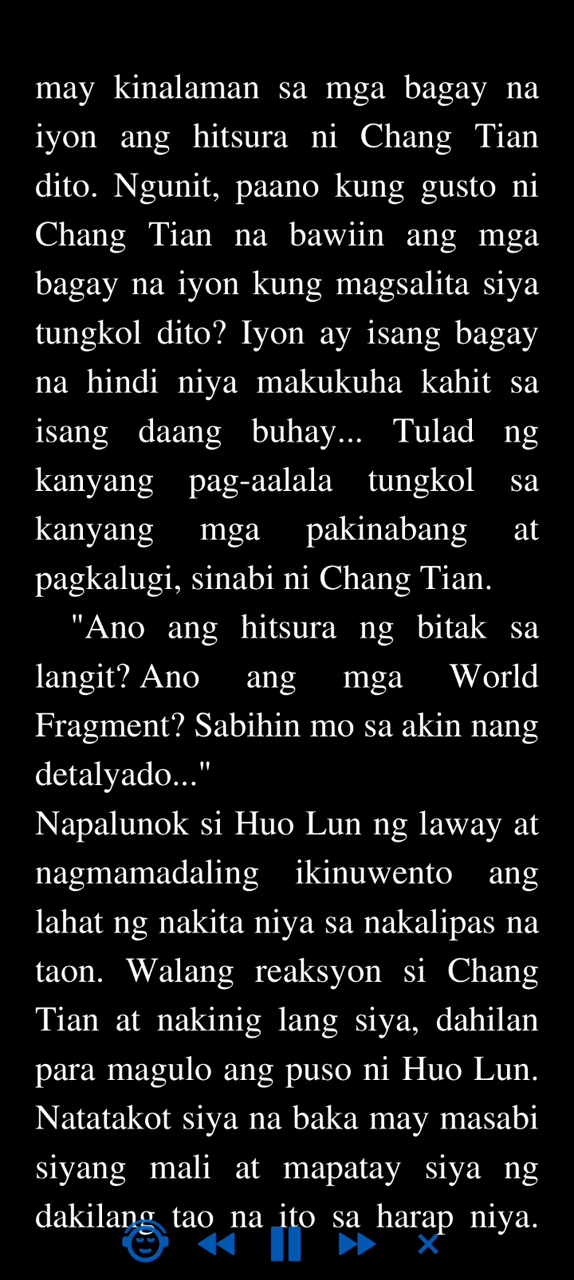 may kinalaman sa mga bagay na
iyon ang hitsura ni Chang Tian
dito. Ngunit, paano kung gusto ni
Chang Tian na bawiin ang mga
bagay na iyon kung magsalita siya
tungkol dito? Iyon ay isang bagay
na hindi niya makukuha kahit sa
isang daang buhay... Tulad ng
kanyang pag-aalala tungkol sa
kanyang mga pakinabang at
pagkalugi, sinabi ni Chang Tian.
"Ano ang hitsura ng bitak sa
langit? Ano ang mga World
Fragment? Sabihin mo sa akin nang
detalyado..."
Napalunok si Huo Lun ng laway at
nagmamadaling ikinuwento ang
lahat ng nakita niya sa nakalipas na
taon. Walang reaksyon si Chang
Tian at nakinig lang siya, dahilan
para magulo ang puso ni Huo Lun.
Natatakot siya na baka may masabi
siyang mali at mapatay siya ng
dakilang tao na ito sa harap niya.